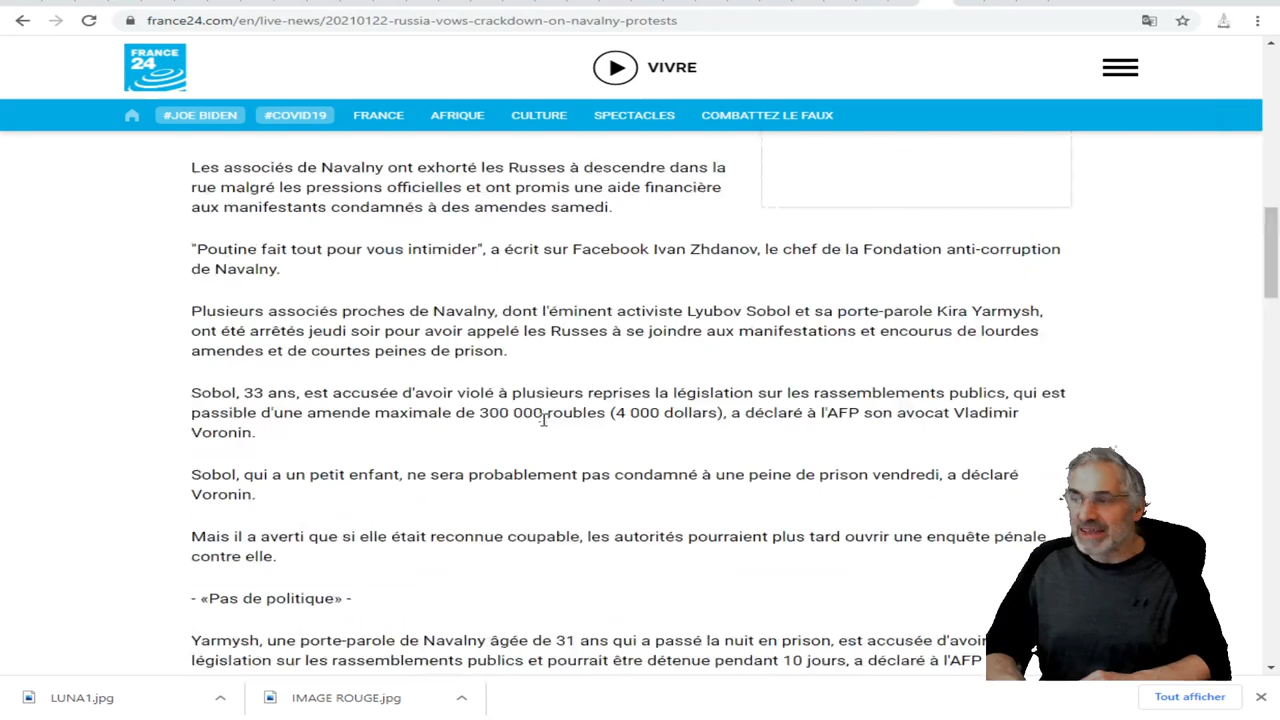 france24.com/en/live-news/20210122-russia-vows-crackdown-on-navalny-protests
FRANCE 24
VIVRE
#JOE BIDEN #COVID19 FRANCE AFRIQUE CULTURE SPECTACLES COMBATTEZ LE FAUX
Les associés de Navalny ont exhorté les Russes à descendre dans la
rue malgré les pressions officielles et ont promis une aide financière
aux manifestants condamnés à des amendes samedi.
"Poutine fait tout pour vous intimider", a écrit sur Facebook Ivan Zhdanov, le chef de la Fondation anti-corruption
de Navalny.
Plusieurs associés proches de Navalny, dont l'éminent activiste Lyubov Sobol et sa porte-parole Kira Yarmysh,
ont été arrêtés jeudi soir pour avoir appelé les Russes à se joindre aux manifestations et encourus de lourdes
amendes et de courtes peines de prison.
Sobol, 33 ans, est accusée d'avoir violé à plusieurs reprises la législation sur les rassemblements publics, qui est
passible d'une amende maximale de 300 000 roubles (4 000 dollars), a déclaré à l'AFP son avocat Vladimir
Voronin.
Sobol, qui a un petit enfant, ne sera probablement pas condamné à une peine de prison vendredi, a déclaré
Voronin.
Mais il a averti que si elle était reconnue coupable, les autorités pourraient plus tard ouvrir une enquête pénale
contre elle.
- «Pas de politique» -
Yarmysh, une porte-parole de Navalny âgée de 31 ans qui a passé la nuit en prison, est accusée d'avoi
législation sur les rassemblements publics et pourrait être détenue pendant 10 jours, a déclaré à l'AFP
LUNA1.jpg
IMAGE ROUGE.jpg
Tout afficher